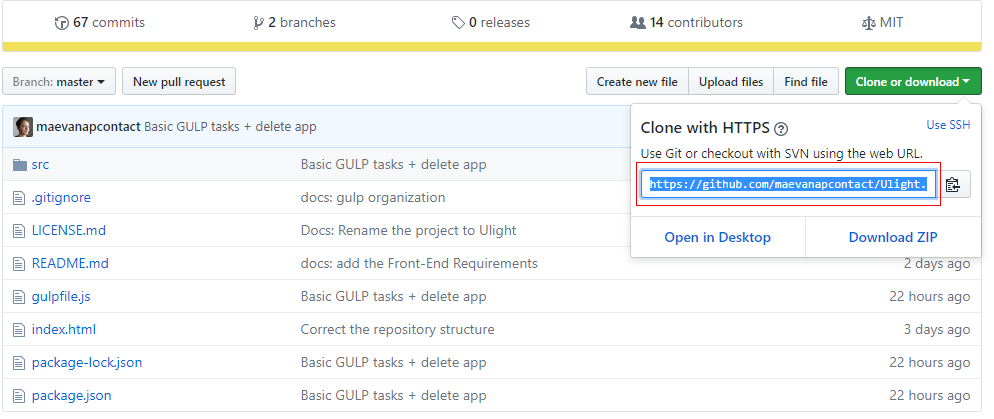 67 commits 2 branches 0 releases 14 contributors MIT
Branch: master New pull request Create new file Upload files Find file Clone or download
maevanapcontact Basic GULP tasks + delete app
Clone with HTTPS ? Use SSH
Use Git or checkout with SVN using the web URL.
https://github.com/maevanapcontact/Ulight.
Open in Desktop Download ZIP
src Basic GULP tasks + delete app
.gitignore docs: gulp organization
LICENSE.md Docs: Rename the project to Ulight
README.md docs: add the Front-End Requirements 2 days ago
gulpfile.js Basic GULP tasks + delete app 22 hours ago
index.html Correct the repository structure 3 days ago
package-lock.json Basic GULP tasks + delete app 22 hours ago
package.json Basic GULP tasks + delete app 22 hours ago